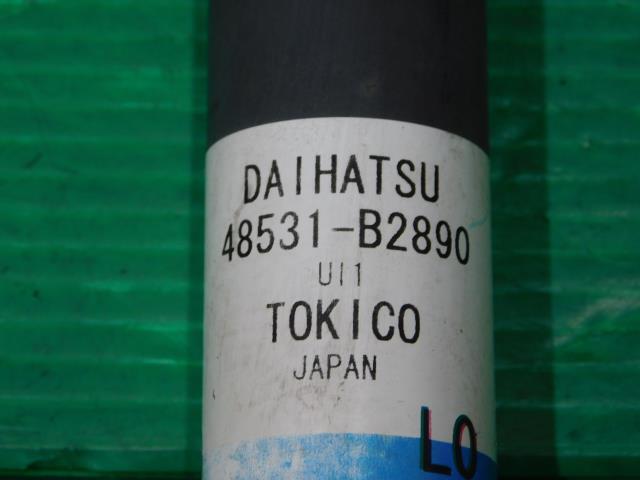 DAIHATSU
48531-B2890
UI1
TOKICO
JAPAN
LO